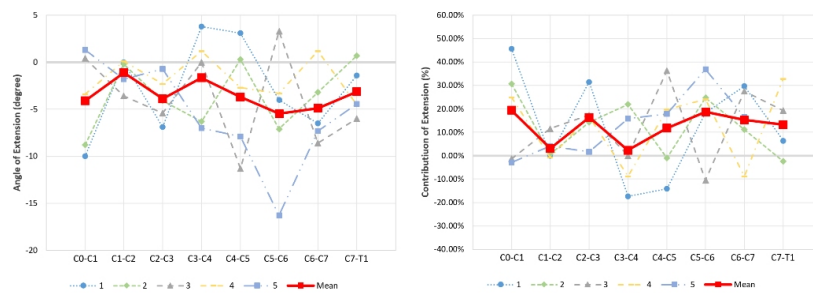 5
0
-5
-10
-15
-20
Angle of Extension (degree)
C0-C1 C1-C2 C2-C3 C3-C4 C4-C5 C5-C6 C6-C7 C7-T1
1 2 3 4 5 Mean
60.00%
50.00%
40.00%
30.00%
20.00%
10.00%
0.00%
-10.00%
-20.00%
-30.00%
-40.00%
Contributiuon of Extension (%)
C0-C1 C1-C2 C2-C3 C3-C4 C4-C5 C5-C6 C6-C7 C7-T1
1 2 3 4 5 Mean